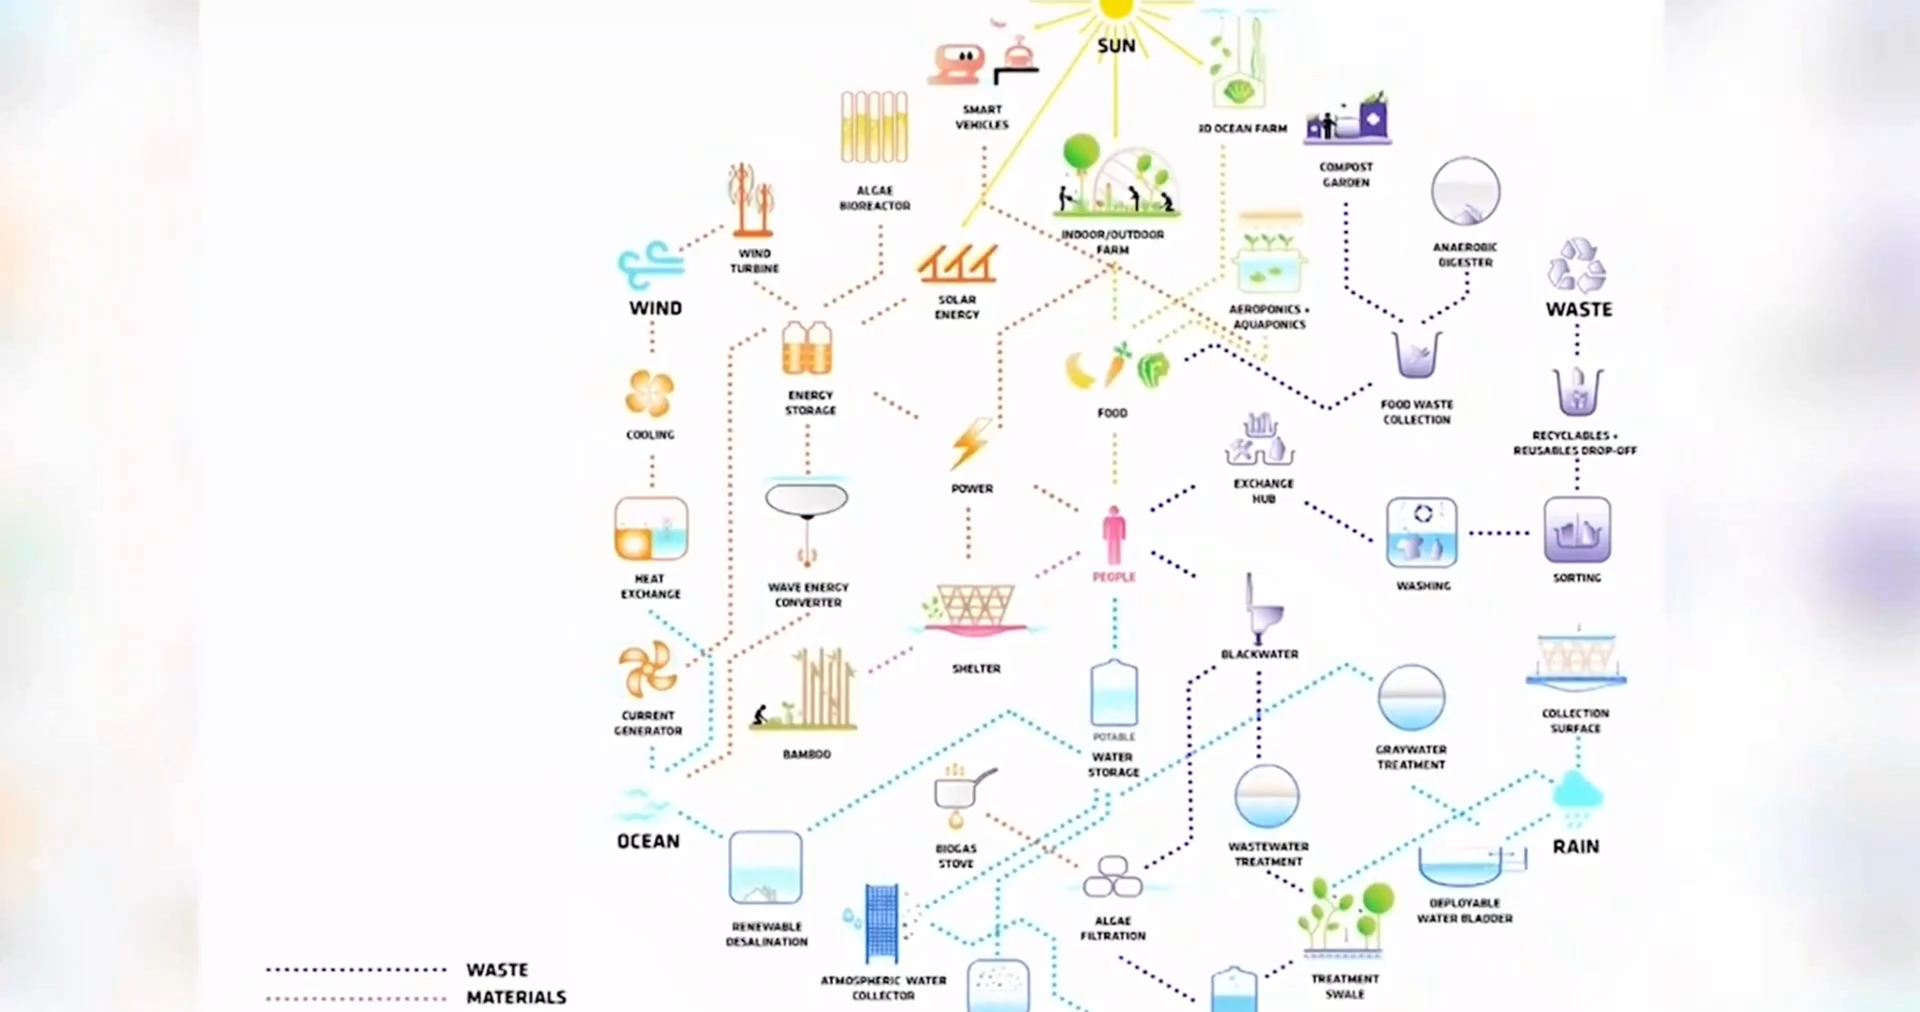 SUN
SMART
VEHICLES
3D OCEAN FARM
COMPOST
GARDEN
ALGAE
BIOREACTOR
WIND
TURBINE
INDOOR/OUTDOOR
FARM
ANAEROBIC
DIGESTER
WIND
SOLAR
ENERGY
AEROPONICS +
AQUAPONICS
WASTE
ENERGY
STORAGE
FOOD
FOOD WASTE
COLLECTION
COOLING
RECYCLABLES +
REUSABLES DROP-OFF
POWER
EXCHANGE
HUB
HEAT
EXCHANGE
WAVE ENERGY
CONVERTER
PEOPLE
WASHING
SORTING
SHELTER
BLACKWATER
CURRENT
GENERATOR
BAMBOO
POTABLE
WATER
STORAGE
GRAYWATER
TREATMENT
COLLECTION
SURFACE
OCEAN
BIOGAS
STOVE
WASTEWATER
TREATMENT
RAIN
RENEWABLE
DESALINATION
ALGAE
FILTRATION
DEPLOYABLE
WATER BLADDER
ATMOSPHERIC WATER
COLLECTOR
TREATMENT
SWALE
WASTE
MATERIALS